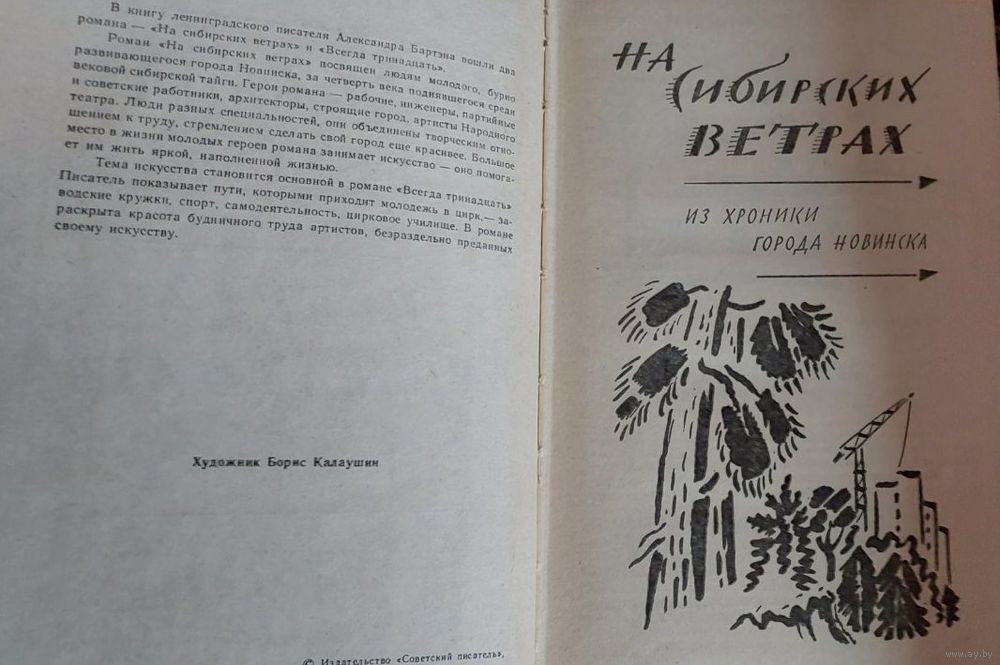 В книгу ленинградского писателя Александра Бартэна вошли два
романа — «На сибирских ветрах» и «Всегда тринадцать».
Роман «На сибирских ветрах» посвящен людям молодого, бурно
развивающегося города Новинска, за четверть века поднявшегося среди
вековой сибирской тайги. Герои романа — рабочие, инженеры, партийные
и советские работники, архитекторы, строящие город, артисты Народного
театра. Люди разных специальностей, они объединены творческим отно-
шением к труду, стремлением сделать свой город еще красивее. Большое
место в жизни молодых героев романа занимает искусство — оно помога-
ет им жить яркой, наполненной жизнью.
Тема искусства становится основной в романе «Всегда тринадцать»
Писатель показывает пути, которыми приходит молодежь в цирк,— за-
водские кружки, спорт, самодеятельность, цирковое училище. В романе
раскрыта красота будничного труда артистов, безраздельно преданных
своему искусству.
Художник Борис Калаушин
© Издательство «Советский писатель»,
НА
СИБИРСКИХ
ВЕТРАХ
ИЗ ХРОНИКИ
ГОРОДА НОВИНСКА
www.ay.by